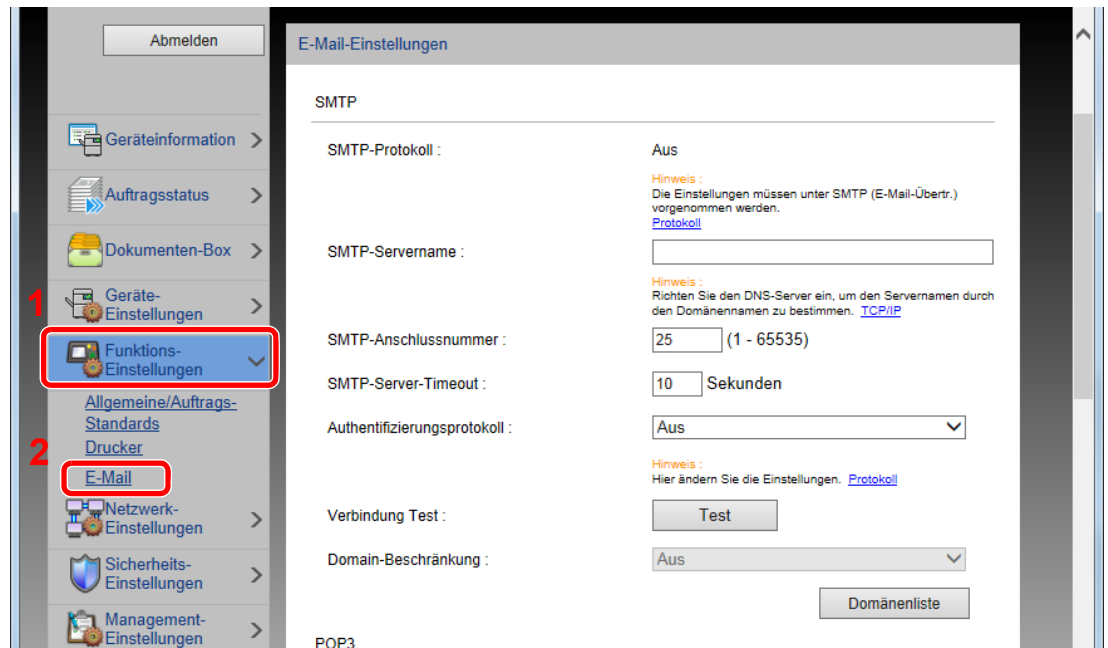 Abmelden
Geräteinformation
Auftragsstatus
Dokumenten-Box
1
Geräte-
Einstellungen
Funktions-
Einstellungen
Allgemeine/Auftrags-
Standards
2
Drucker
E-Mail
Netzwerk-
Einstellungen
Sicherheits-
Einstellungen
Management-
Einstellungen
E-Mail-Einstellungen
SMTP
SMTP-Protokoll : Aus
Hinweis :
Die Einstellungen müssen unter SMTP (E-Mail-Übertr.)
vorgenommen werden.
Protokoll
SMTP-Servername :
Hinweis :
Richten Sie den DNS-Server ein, um den Servernamen durch
den Domänennamen zu bestimmen. TCP/IP
SMTP-Anschlussnummer : 25 (1 - 65535)
SMTP-Server-Timeout : 10 Sekunden
Authentifizierungsprotokoll : Aus
Hinweis :
Hier ändern Sie die Einstellungen. Protokoll
Verbindung Test : Test
Domain-Beschränkung : Aus
Domänenliste
POP3